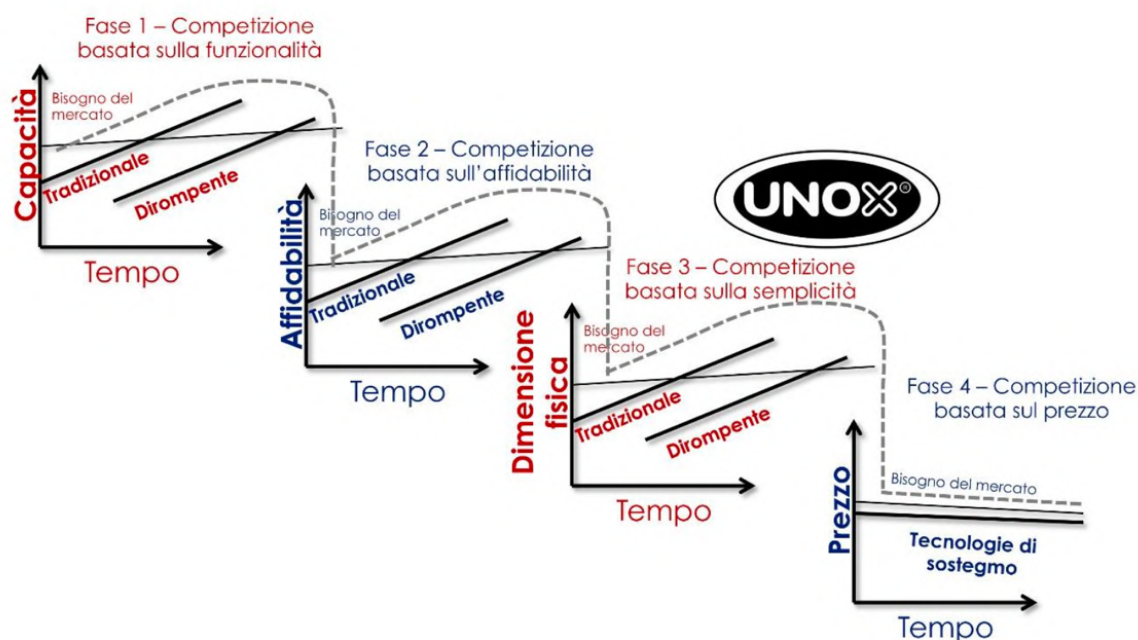 Fase 1 – Competizione
basata sulla funzionalità
Capacità
Bisogno del
mercato
Tradizionale
Dirompente
Tempo
Fase 2 – Competizione
basata sull'affidabilità
Affidabilità
Bisogno del
mercato
Tradizionale
Dirompente
Tempo
UNOX®
Fase 3 – Competizione
basata sulla semplicità
Dimensione
fisica
Bisogno del
mercato
Tradizionale
Dirompente
Tempo
Fase 4 – Competizione
basata sul prezzo
Prezzo
Bisogno del mercato
Tecnologie di
sostegmo
Tempo